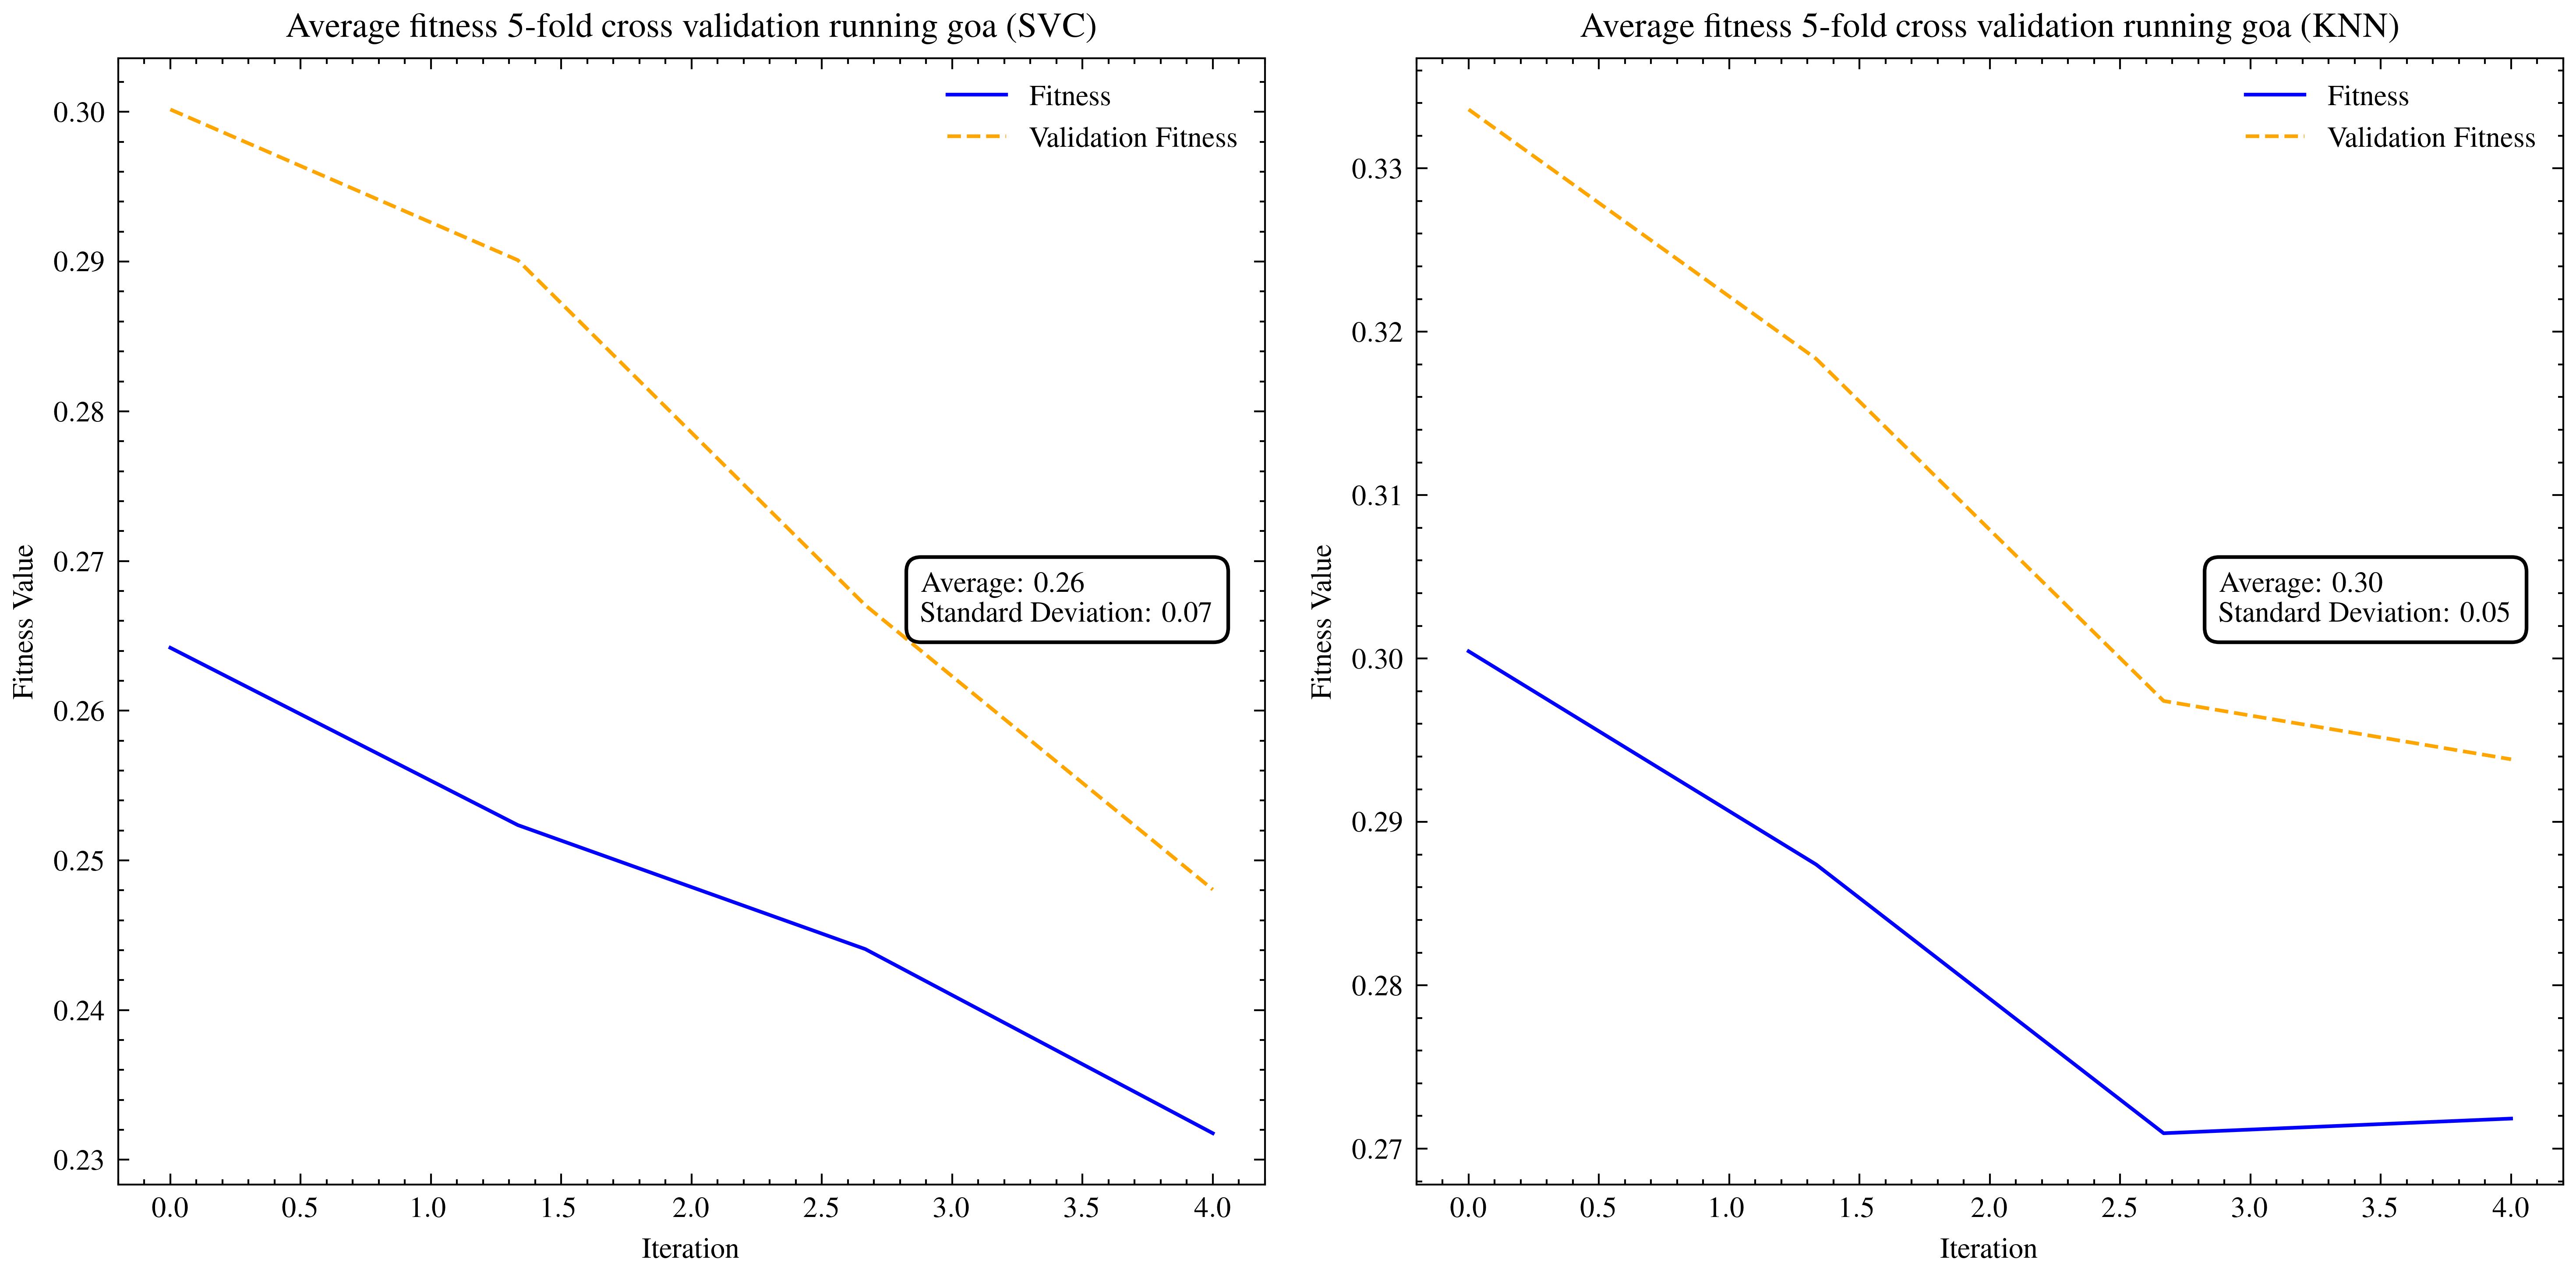 Average fitness 5-fold cross validation running goa (SVC)
Fitness
Validation Fitness
0.30
0.29
0.28
0.27
0.26
0.25
0.24
0.23
Fitness Value
Average: 0.26
Standard Deviation: 0.07
0.0 0.5 1.0 1.5 2.0 2.5 3.0 3.5 4.0
Iteration
Average fitness 5-fold cross validation running goa (KNN)
Fitness
Validation Fitness
0.33
0.32
0.31
0.30
0.29
0.28
0.27
Fitness Value
Average: 0.30
Standard Deviation: 0.05
0.0 0.5 1.0 1.5 2.0 2.5 3.0 3.5 4.0
Iteration